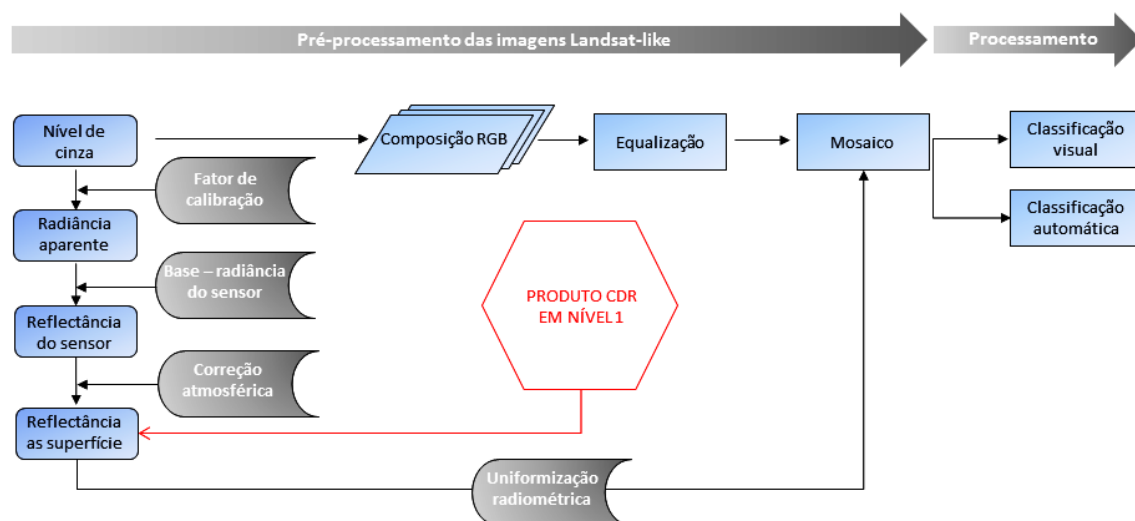 Pré-processamento das imagens Landsat-like
Processamento
Nível de
cinza
Composição RGB
Equalização
Mosaico
Classificação
visual
Fator de
calibração
Radiância
aparente
Classificação
automática
Base – radiância
do sensor
PRODUTO CDR
EM NÍVEL1
Reflectância
do sensor
Correção
atmosférica
Reflectância
as superfície
Uniformização
radiométrica